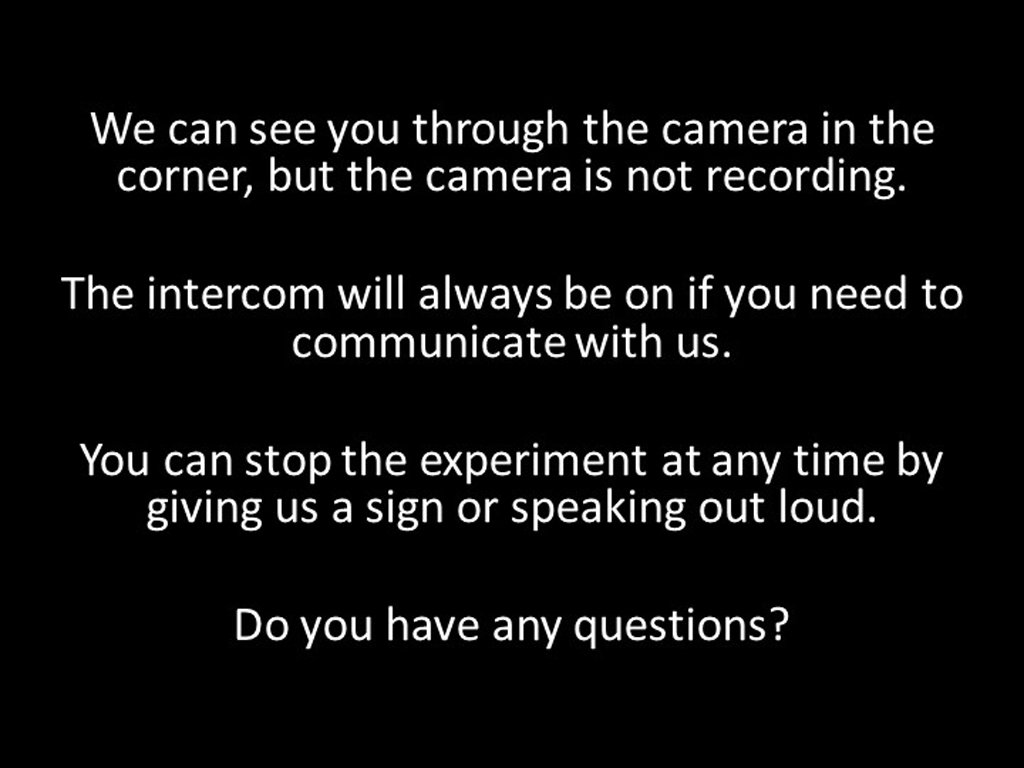 We can see you through the camera in the
corner, but the camera is not recording.
The intercom will always be on if you need to
communicate with us.
You can stop the experiment at any time by
giving us a sign or speaking out loud.
Do you have any questions?